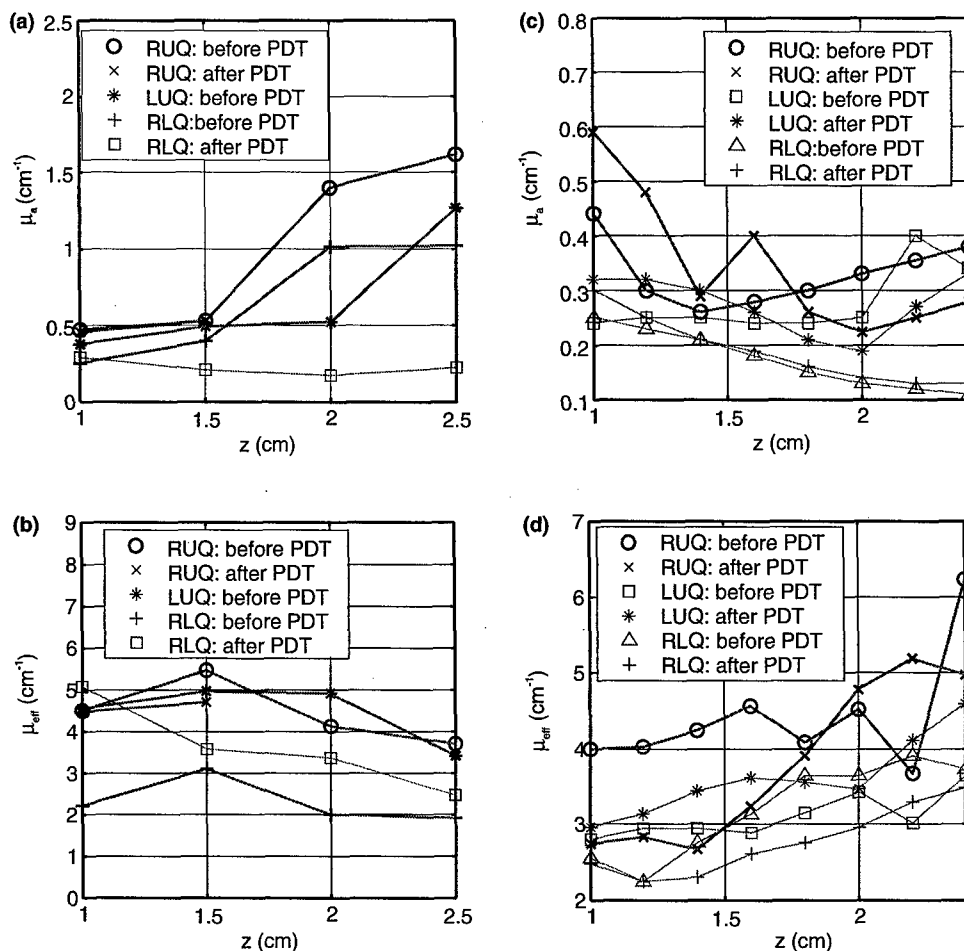 (a)
2.5
2
1.5
1
0.5
0
μa (cm-1)
RUQ: before PDT
RUQ: after PDT
LUQ: before PDT
RLQ:before PDT
RLQ: after PDT
1 1.5 2 2.5
z (cm)
(c)
0.8
0.7
0.6
0.5
0.4
0.3
0.2
0.1
μa (cm-1)
RUQ: before PDT
RUQ: after PDT
LUQ: before PDT
LUQ: after PDT
RLQ:before PDT
RLQ: after PDT
1 1.5 2
z (cm)
(b)
9
8
7
6
5
4
3
2
1
0
μeff (cm-1)
RUQ: before PDT
RUQ: after PDT
LUQ: before PDT
RLQ: before PDT
RLQ: after PDT
1 1.5 2 2.5
z (cm)
(d)
7
6
5
4
3
2
μeff (cm-1)
RUQ: before PDT
RUQ: after PDT
LUQ: before PDT
LUQ: after PDT
RLQ: before PDT
RLQ: after PDT
1 1.5 2
z (cm)